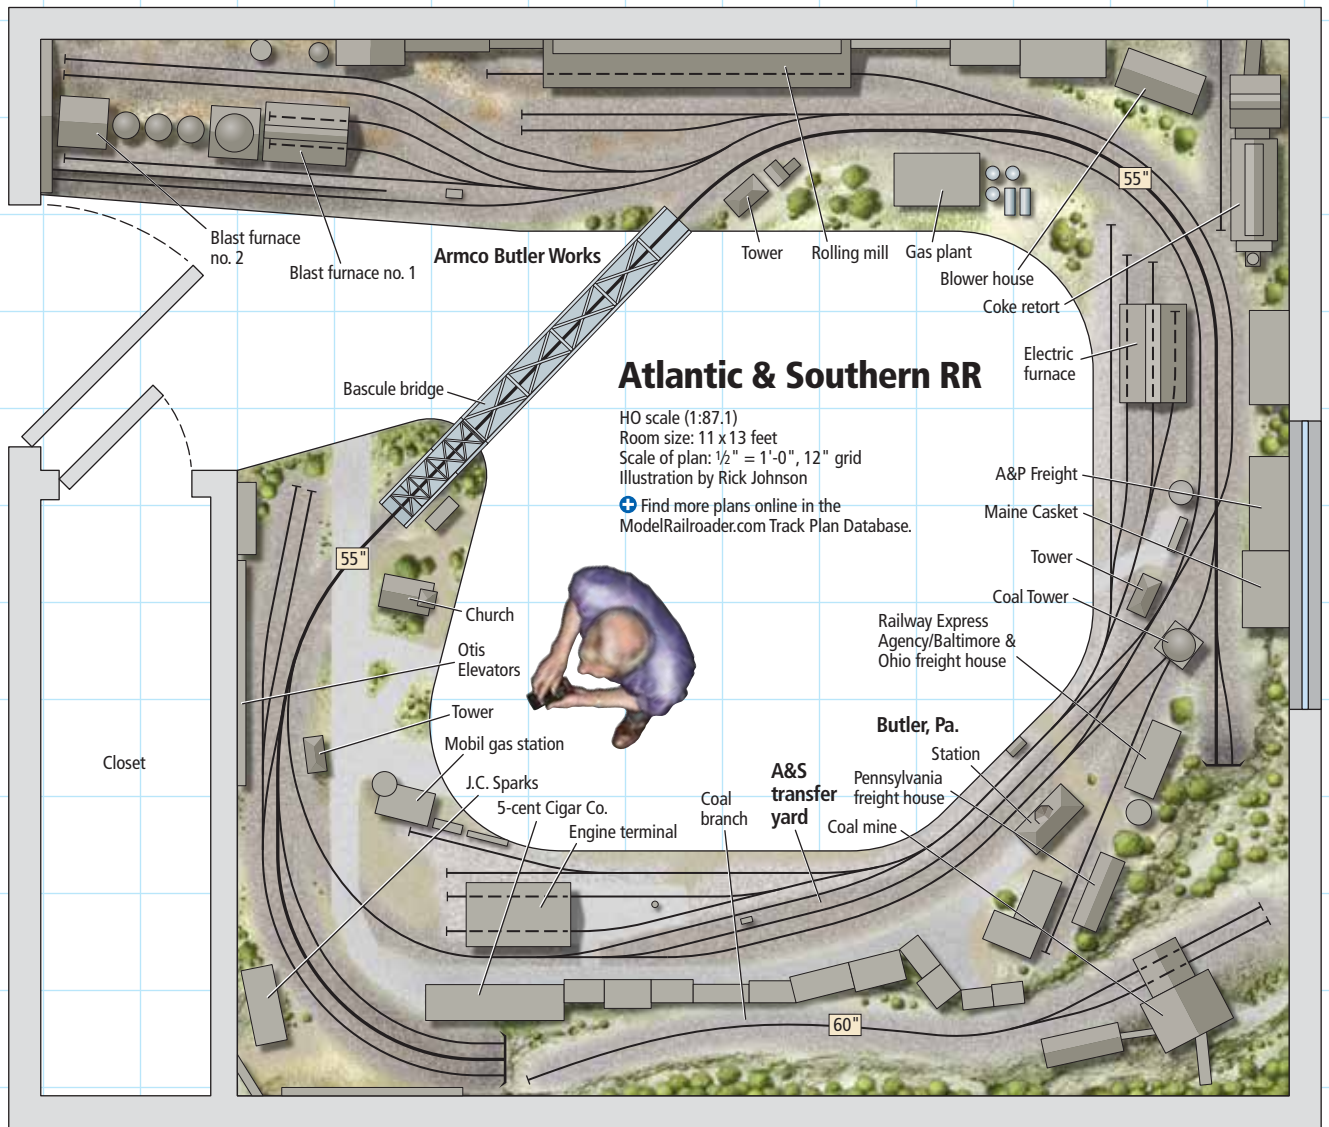 55"
Blast furnace
no. 2
Blast furnace no. 1
Armco Butler Works
Tower
Rolling mill
Gas plant
Blower house
Coke retort
Electric
furnace
Bascule bridge
Atlantic & Southern RR
HO scale (1:87.1)
Room size: 11 x 13 feet
Scale of plan: 1/2" = 1'-0", 12" grid
Illustration by Rick Johnson
Find more plans online in the
ModelRailroader.com Track Plan Database.
A&P Freight
Maine Casket
Tower
Coal Tower
Railway Express
Agency/Baltimore &
Ohio freight house
55"
Church
Otis
Elevators
Tower
Mobil gas station
J.C. Sparks
5-cent Cigar Co.
Engine terminal
Closet
Butler, Pa.
Station
A&S
transfer
yard
Pennsylvania
freight house
Coal
branch
Coal mine
60"